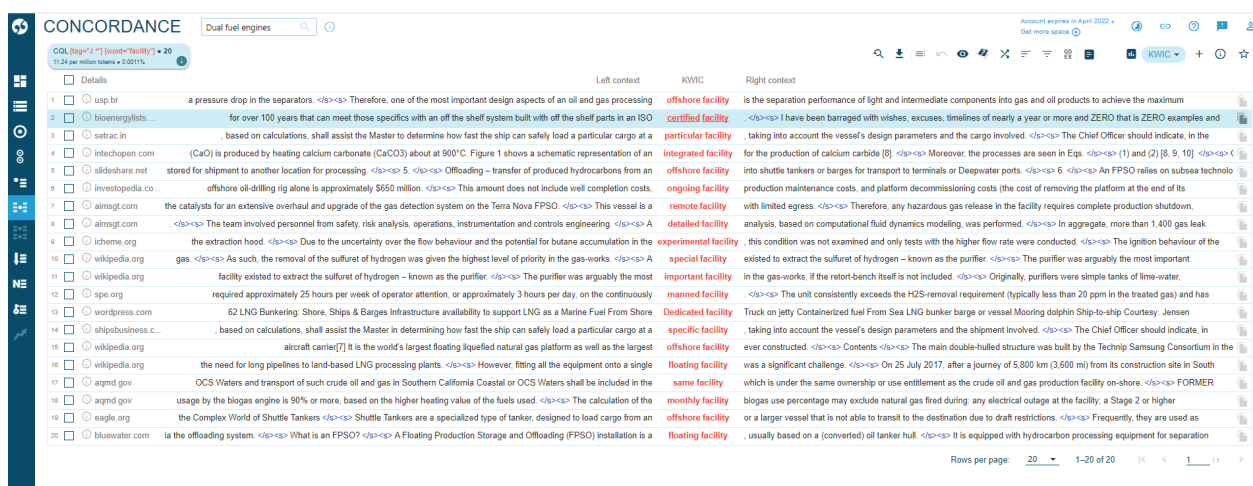 CONCORDANCE Dual fuel engines
Account expires in April 2022 »
Get more space
CQL [tag="J.*"] [word="facility"] • 20
11.24 per million tokens • 0.0011%
KWIC
Details Left context KWIC Right context
1 usp.br a pressure drop in the separators. </s><s> Therefore, one of the most important design aspects of an oil and gas processing offshore facility is the separation performance of light and intermediate components into gas and oil products to achieve the maximum
2 bioenergylists.... for over 100 years that can meet those specifics with an off the shelf system built with off the shelf parts in an ISO certified facility . </s><s> I have been barraged with wishes, excuses, timelines of nearly a year or more and ZERO that is ZERO examples and
3 setrac.in , based on calculations, shall assist the Master to determine how fast the ship can safely load a particular cargo at a particular facility , taking into account the vessel's design parameters and the cargo involved. </s><s> The Chief Officer should indicate, in the
4 intechopen.com (CaO) is produced by heating calcium carbonate (CaCO3) about at 900°C. Figure 1 shows a schematic representation of an integrated facility for the production of calcium carbide [8]. </s><s> Moreover, the processes are seen in Eqs. </s><s> (1) and (2) [8, 9, 10]. </s><s> (
5 slideshare.net stored for shipment to another location for processing. </s><s> 5. </s><s> Offloading – transfer of produced hydrocarbons from an offshore facility into shuttle tankers or barges for transport to terminals or Deepwater ports. </s><s> 6. </s><s> An FPSO relies on subsea technolo
6 investopedia.co... offshore oil-drilling rig alone is approximately $650 million. </s><s> This amount does not include well completion costs, ongoing facility production maintenance costs, and platform decommissioning costs (the cost of removing the platform at the end of its
7 aimsgt.com the catalysts for an extensive overhaul and upgrade of the gas detection system on the Terra Nova FPSO. </s><s> This vessel is a remote facility with limited egress. </s><s> Therefore, any hazardous gas release in the facility requires complete production shutdown,
8 aimsgt.com . </s><s> The team involved personnel from safety, risk analysis, operations, instrumentation and controls engineering. </s><s> A detailed facility analysis, based on computational fluid dynamics modeling, was performed. </s><s> In aggregate, more than 1,400 gas leak
9 icheme.org the extraction hood. </s><s> Due to the uncertainty over the flow behaviour and the potential for butane accumulation in the experimental facility , this condition was not examined and only tests with the higher flow rate were conducted. </s><s> The ignition behaviour of the
10 wikipedia.org gas. </s><s> As such, the removal of the sulfuret of hydrogen was given the highest level of priority in the gas-works. </s><s> A special facility existed to extract the sulfuret of hydrogen – known as the purifier. </s><s> The purifier was arguably the most important
11 wikipedia.org facility existed to extract the sulfuret of hydrogen – known as the purifier. </s><s> The purifier was arguably the most important facility in the gas-works, if the retort-bench itself is not included. </s><s> Originally, purifiers were simple tanks of lime-water,
12 spe.org required approximately 25 hours per week of operator attention, or approximately 3 hours per day, on the continuously manned facility . </s><s> The unit consistently exceeds the H2S-removal requirement (typically less than 20 ppm in the treated gas) and has
13 wordpress.com 62 LNG Bunkering: Shore, Ships & Barges Infrastructure availability to support LNG as a Marine Fuel From Shore Dedicated facility Truck on jetty Containerized fuel From Sea LNG bunker barge or vessel Mooring dolphin Ship-to-ship Courtesy: Jensen
14 shipsbusiness.c... , based on calculations, shall assist the Master in determining how fast the ship can safely load a particular cargo at a specific facility , taking into account the vessel's design parameters and the shipment involved. </s><s> The Chief Officer should indicate, in
15 wikipedia.org aircraft carrier[7] It is the world's largest floating liquefied natural gas platform as well as the largest offshore facility ever constructed. </s><s> Contents </s><s> The main double-hulled structure was built by the Technip Samsung Consortium in the
16 wikipedia.org the need for long pipelines to land-based LNG processing plants. </s><s> However, fitting all the equipment onto a single floating facility was a significant challenge. </s><s> On 25 July 2017, after a journey of 5,800 km (3,600 mi) from its construction site in South
17 aqmd.gov OCS Waters and transport of such crude oil and gas in Southern California Coastal or OCS Waters shall be included in the same facility which is under the same ownership or use entitlement as the crude oil and gas production facility on-shore. </s><s> FORMER
18 aqmd.gov usage by the biogas engine is 90% or more, based on the higher heating value of the fuels used. </s><s> The calculation of the monthly facility biogas use percentage may exclude natural gas fired during: any electrical outage at the facility; a Stage 2 or higher
19 eagle.org the Complex World of Shuttle Tankers </s><s> Shuttle Tankers are a specialized type of tanker, designed to load cargo from an offshore facility or a larger vessel that is not able to transit to the destination due to draft restrictions. </s><s> Frequently, they are used as
20 bluewater.com ia the offloading system. </s><s> What is an FPSO? </s><s> A Floating Production Storage and Offloading (FPSO) installation is a floating facility , usually based on a (converted) oil tanker hull. </s><s> It is equipped with hydrocarbon processing equipment for separation
Rows per page: 20 1–20 of 20 1 / 1